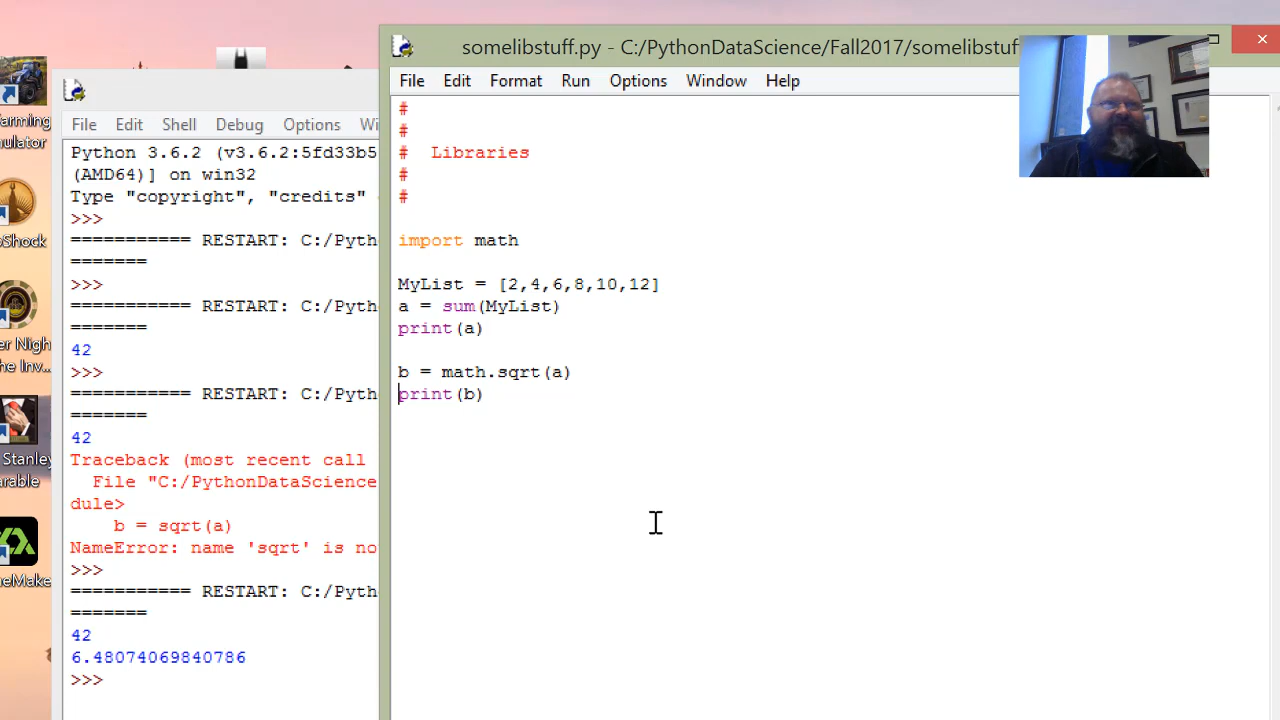 somelibstuff.py - C:/PythonDataScience/Fall2017/somelibstuf
File Edit Format Run Options Window Help
#
#
# Libraries
#
#
import math
MyList = [2,4,6,8,10,12]
a = sum(MyList)
print(a)
b = math.sqrt(a)
print(b)
File Edit Shell Debug Options Wi
Python 3.6.2 (v3.6.2:5fd33b5
(AMD64)] on win32
Type "copyright", "credits"
>>>
=========== RESTART: C:/Pyth
=======
>>>
=========== RESTART: C:/Pyth
=======
42
>>>
=========== RESTART: C:/Pyth
=======
42
Traceback (most recent call
File "C:/PythonDataScience
dule>
b = sqrt(a)
NameError: name 'sqrt' is no
>>>
=========== RESTART: C:/Pyth
=======
42
6.48074069840786
>>>
arming
ulator
Shock
er Nigh
he Inv...
Stanley
arable
meMake